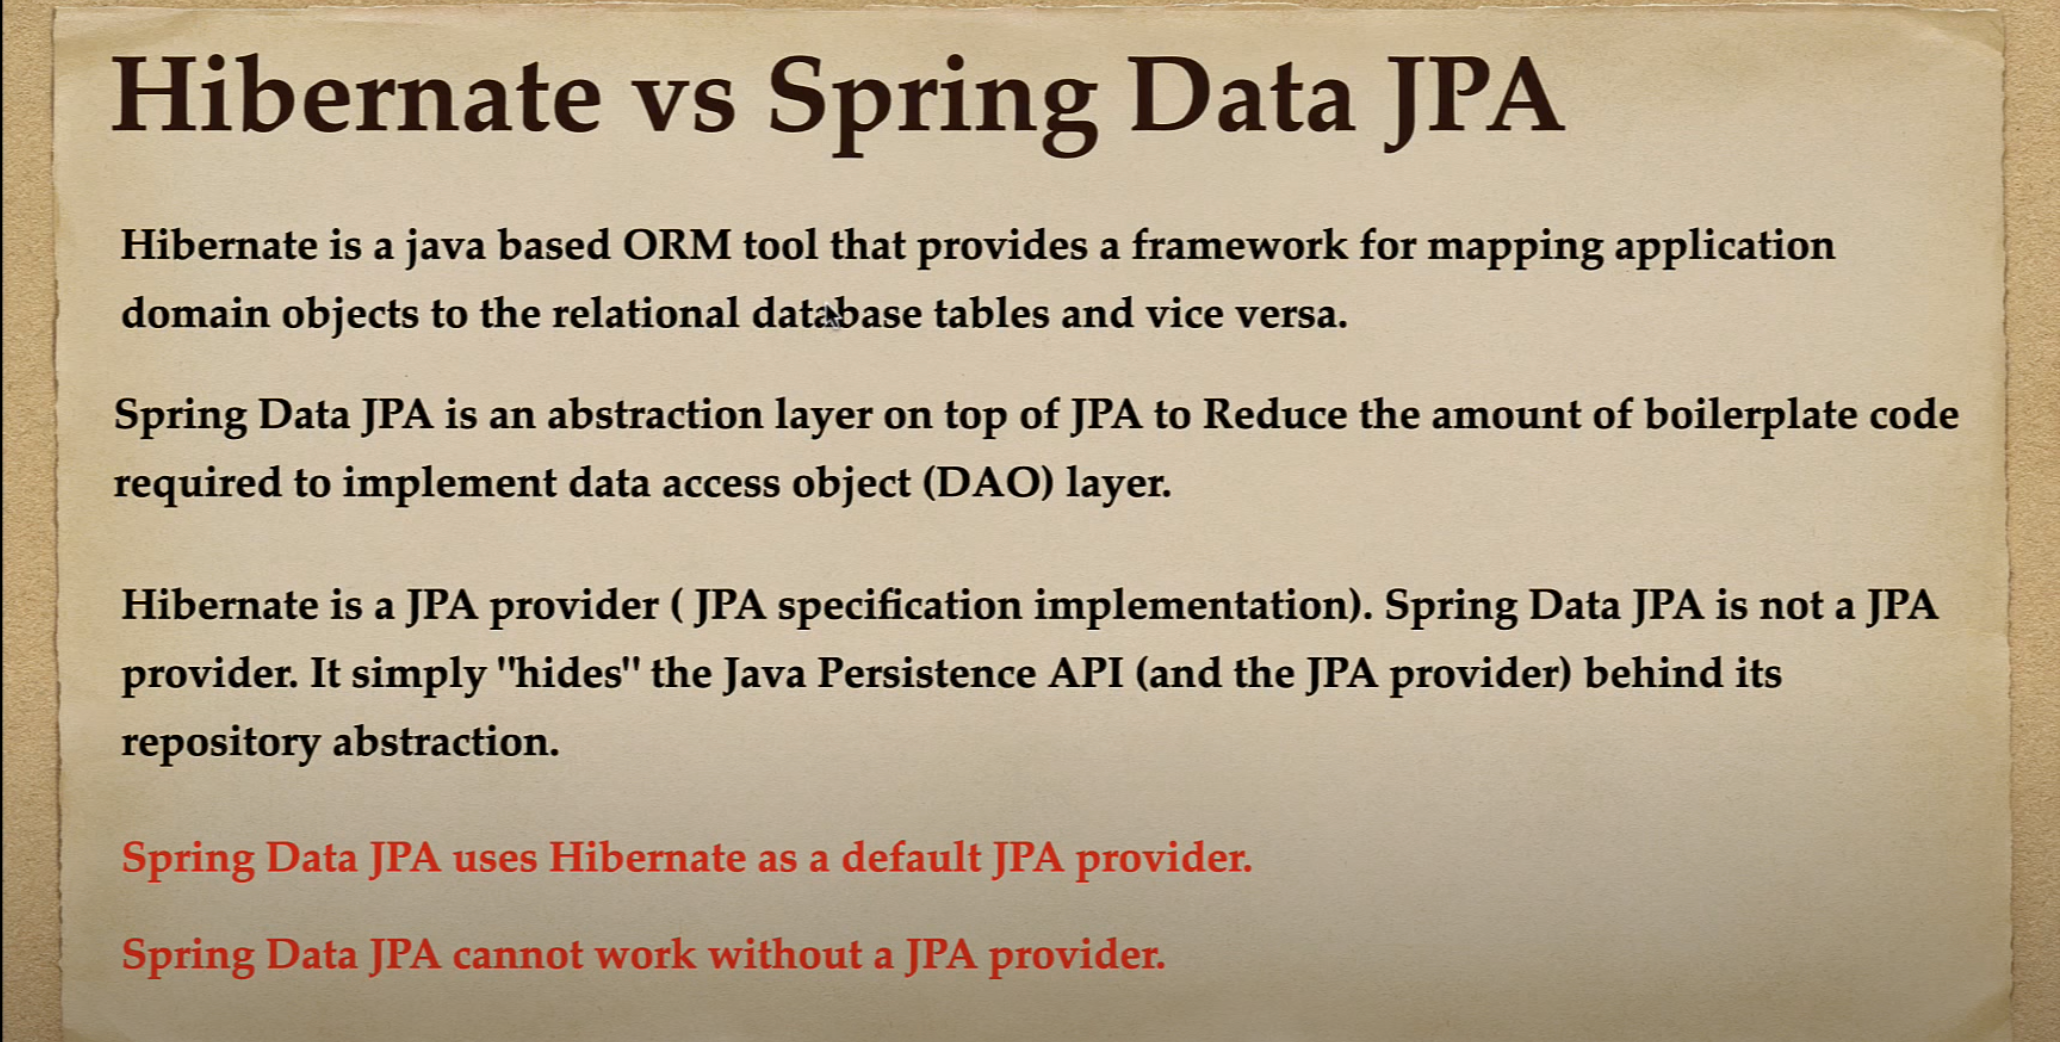 Hibernate vs Spring Data JPA
Hibernate is a java based ORM tool that provides a framework for mapping application
domain objects to the relational database tables and vice versa.
Spring Data JPA is an abstraction layer on top of JPA to Reduce the amount of boilerplate code
required to implement data access object (DAO) layer.
Hibernate is a JPA provider ( JPA specification implementation). Spring Data JPA is not a JPA
provider. It simply "hides" the Java Persistence API (and the JPA provider) behind its
repository abstraction.
Spring Data JPA uses Hibernate as a default JPA provider.
Spring Data JPA cannot work without a JPA provider.